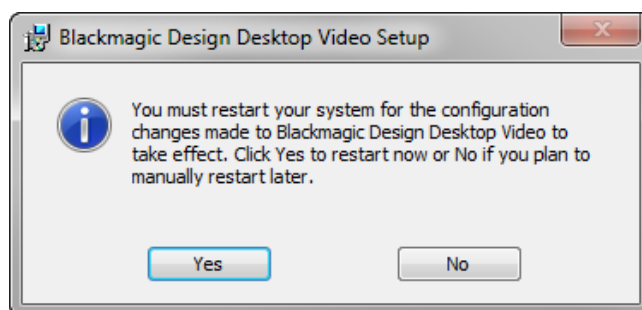 Blackmagic Design Desktop Video Setup
You must restart your system for the configuration
changes made to Blackmagic Design Desktop Video to
take effect. Click Yes to restart now or No if you plan to
manually restart later.
Yes
No